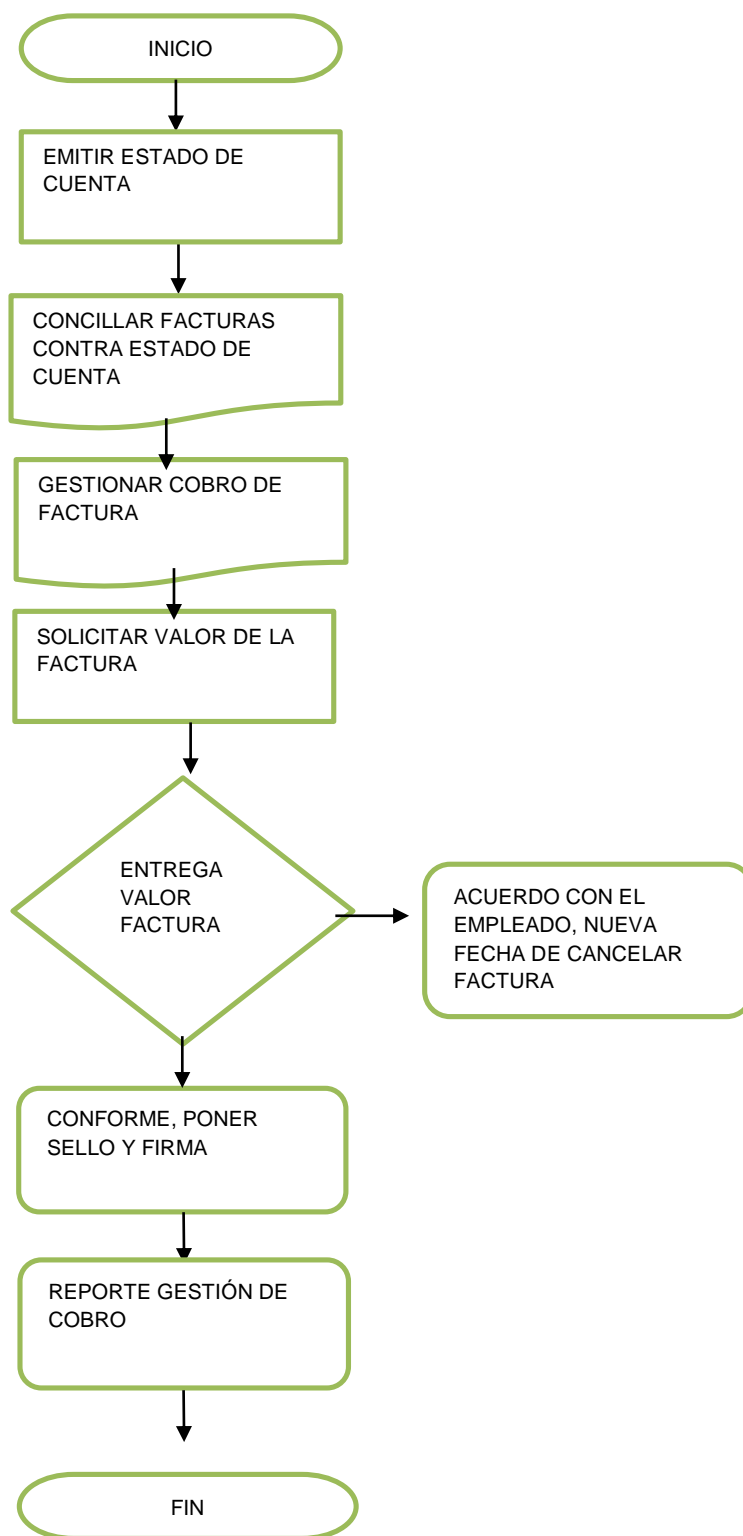 INICIO
EMITIR ESTADO DE
CUENTA
CONCILLAR FACTURAS
CONTRA ESTADO DE
CUENTA
GESTIONAR COBRO DE
FACTURA
SOLICITAR VALOR DE LA
FACTURA
ENTREGA
VALOR
FACTURA
ACUERDO CON EL
EMPLEADO, NUEVA
FECHA DE CANCELAR
FACTURA
CONFORME, PONER
SELLO Y FIRMA
REPORTE GESTIÓN DE
COBRO
FIN